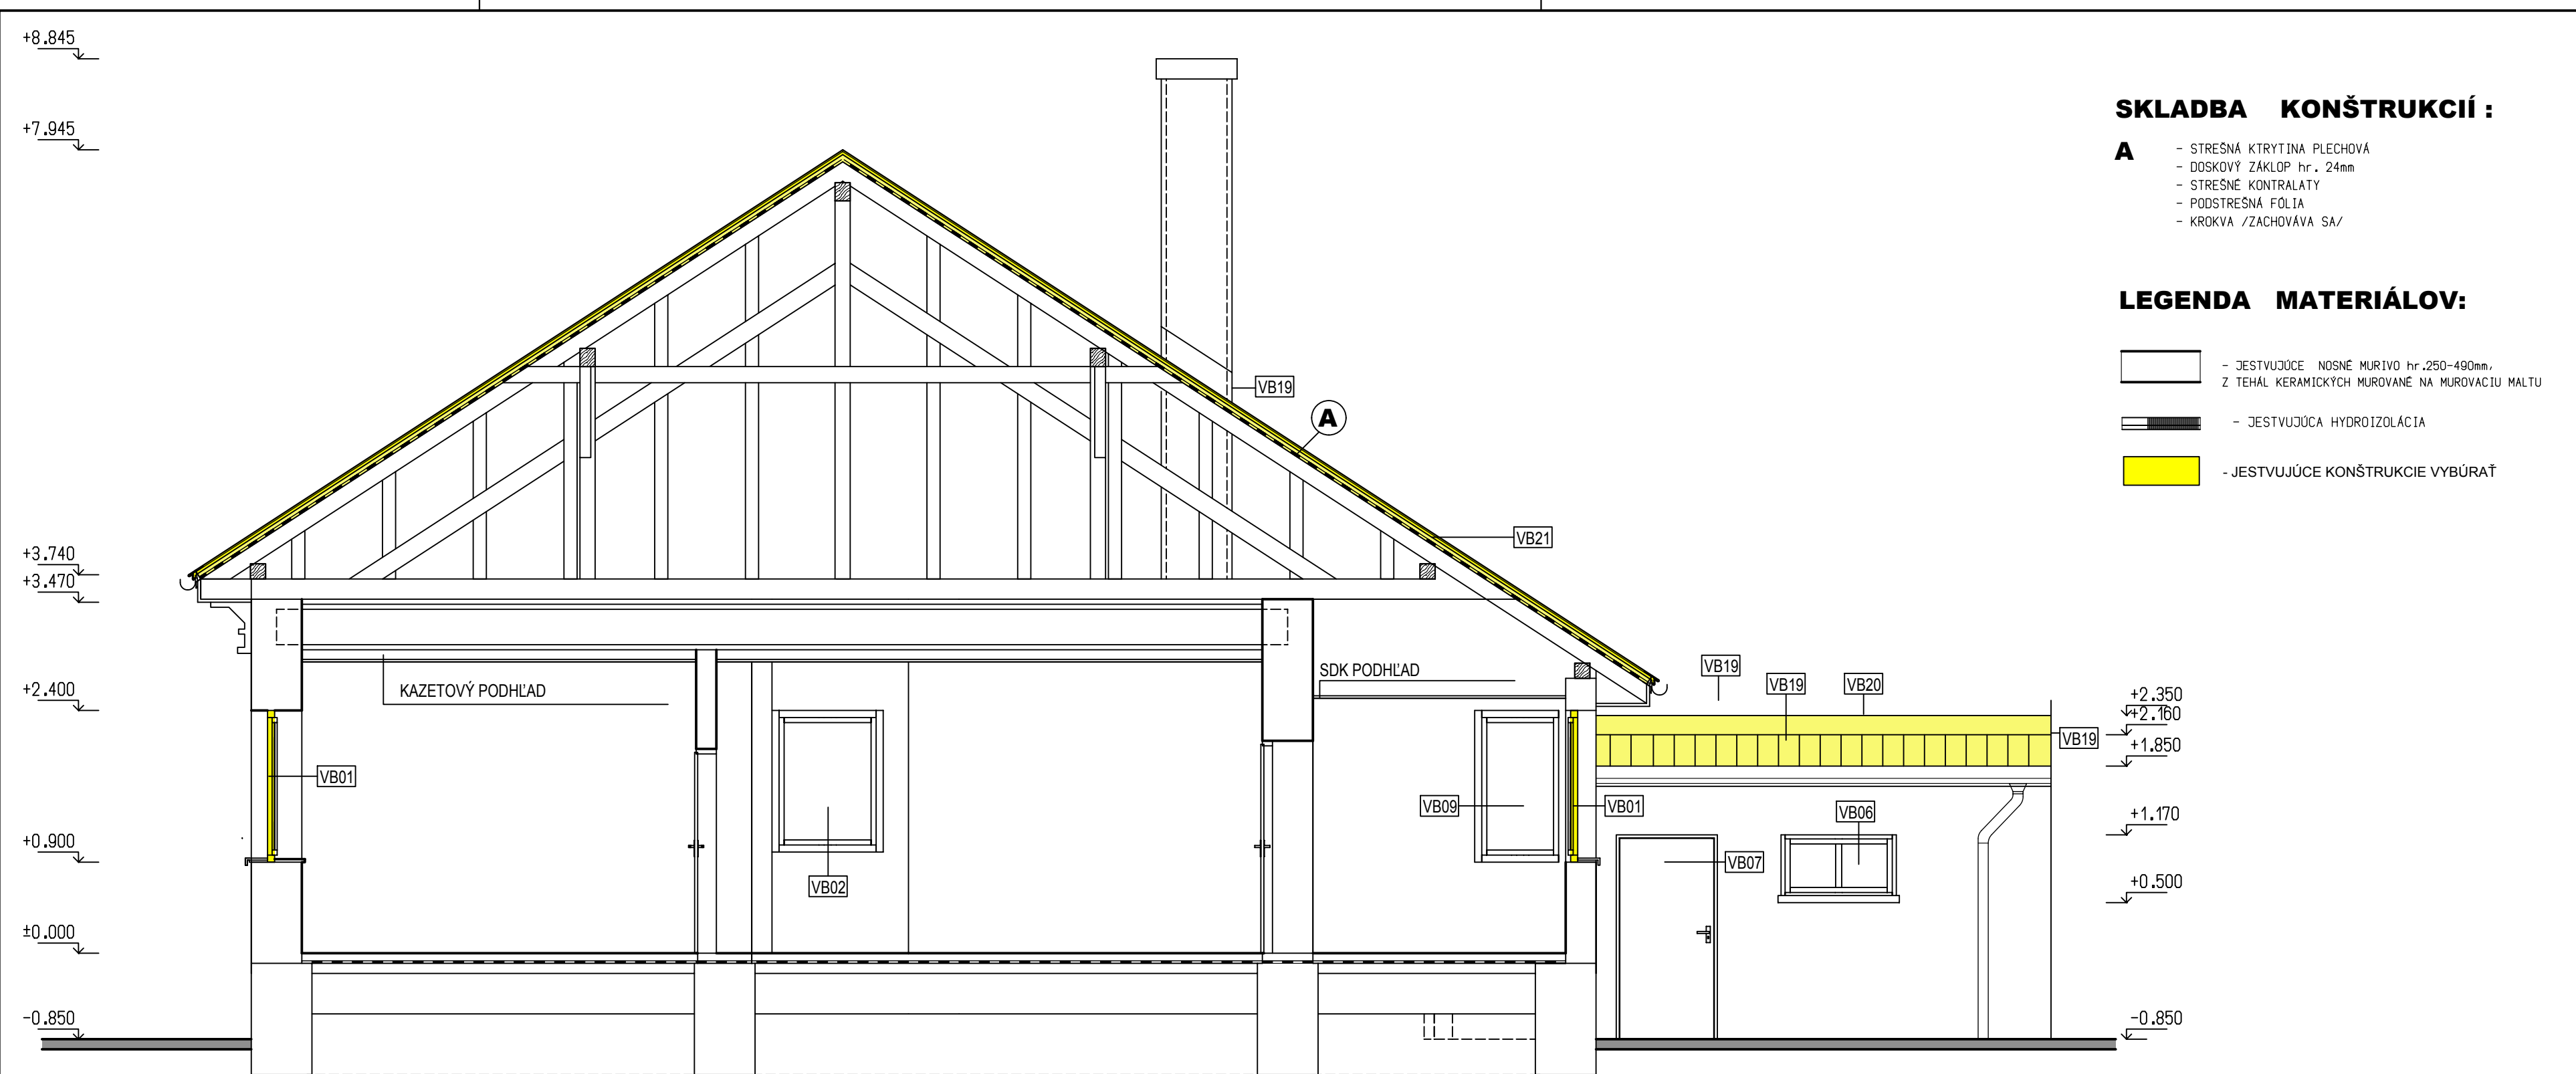 +8.845
+7.945
+3.740
+3.470
+2.400
+0.900
±0.000
-0.850
VB19
A
VB21
KAZETOVÝ PODHĽAD
SDK PODHĽAD
VB01
VB02
VB09
VB01
VB19
VB19
VB20
VB19
VB06
VB07
+2.350
+2.160
+1.850
+1.170
+0.500
-0.850
SKLADBA KONŠTRUKCIÍ :
A
- STREŠNÁ KTRYTINA PLECHOVÁ
- DOSKOVÝ ZÁKLOP hr. 24mm
- STREŠNÉ KONTRALATY
- PODSTREŠNÁ FÓLIA
- KROKVA /ZACHOVÁVA SA/
LEGENDA MATERIÁLOV:
- JESTVUJÚCE NOSNÉ MURIVO hr.250-490mm,
Z TEHÁL KERAMICKÝCH MUROVANÉ NA MUROVACIU MALTU
- JESTVUJÚCA HYDROIZOLÁCIA
- JESTVUJÚCE KONŠTRUKCIE VYBÚRAŤ